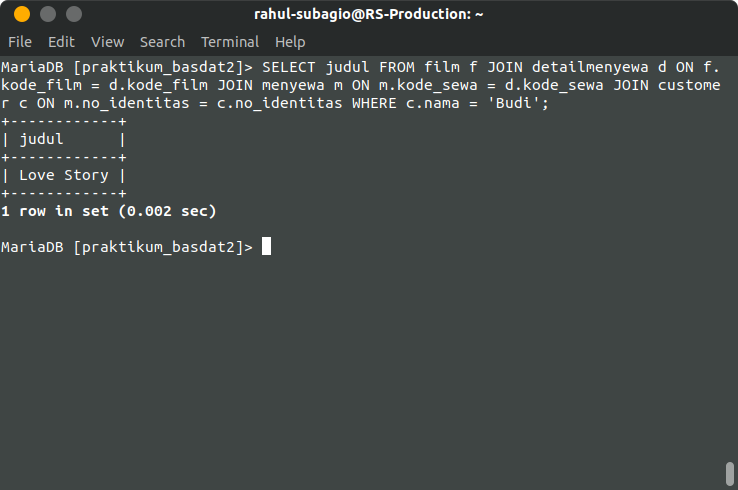 rahul-subagio@RS-Production: ~
File Edit View Search Terminal Help
MariaDB [praktikum_basdat2]> SELECT judul FROM film f JOIN detailmenyewa d ON f.
kode_film = d.kode_film JOIN menyewa m ON m.kode_sewa = d.kode_sewa JOIN custome
r c ON m.no_identitas = c.no_identitas WHERE c.nama = 'Budi';
+------------+
| judul      |
+------------+
| Love Story |
+------------+
1 row in set (0.002 sec)
MariaDB [praktikum_basdat2]>